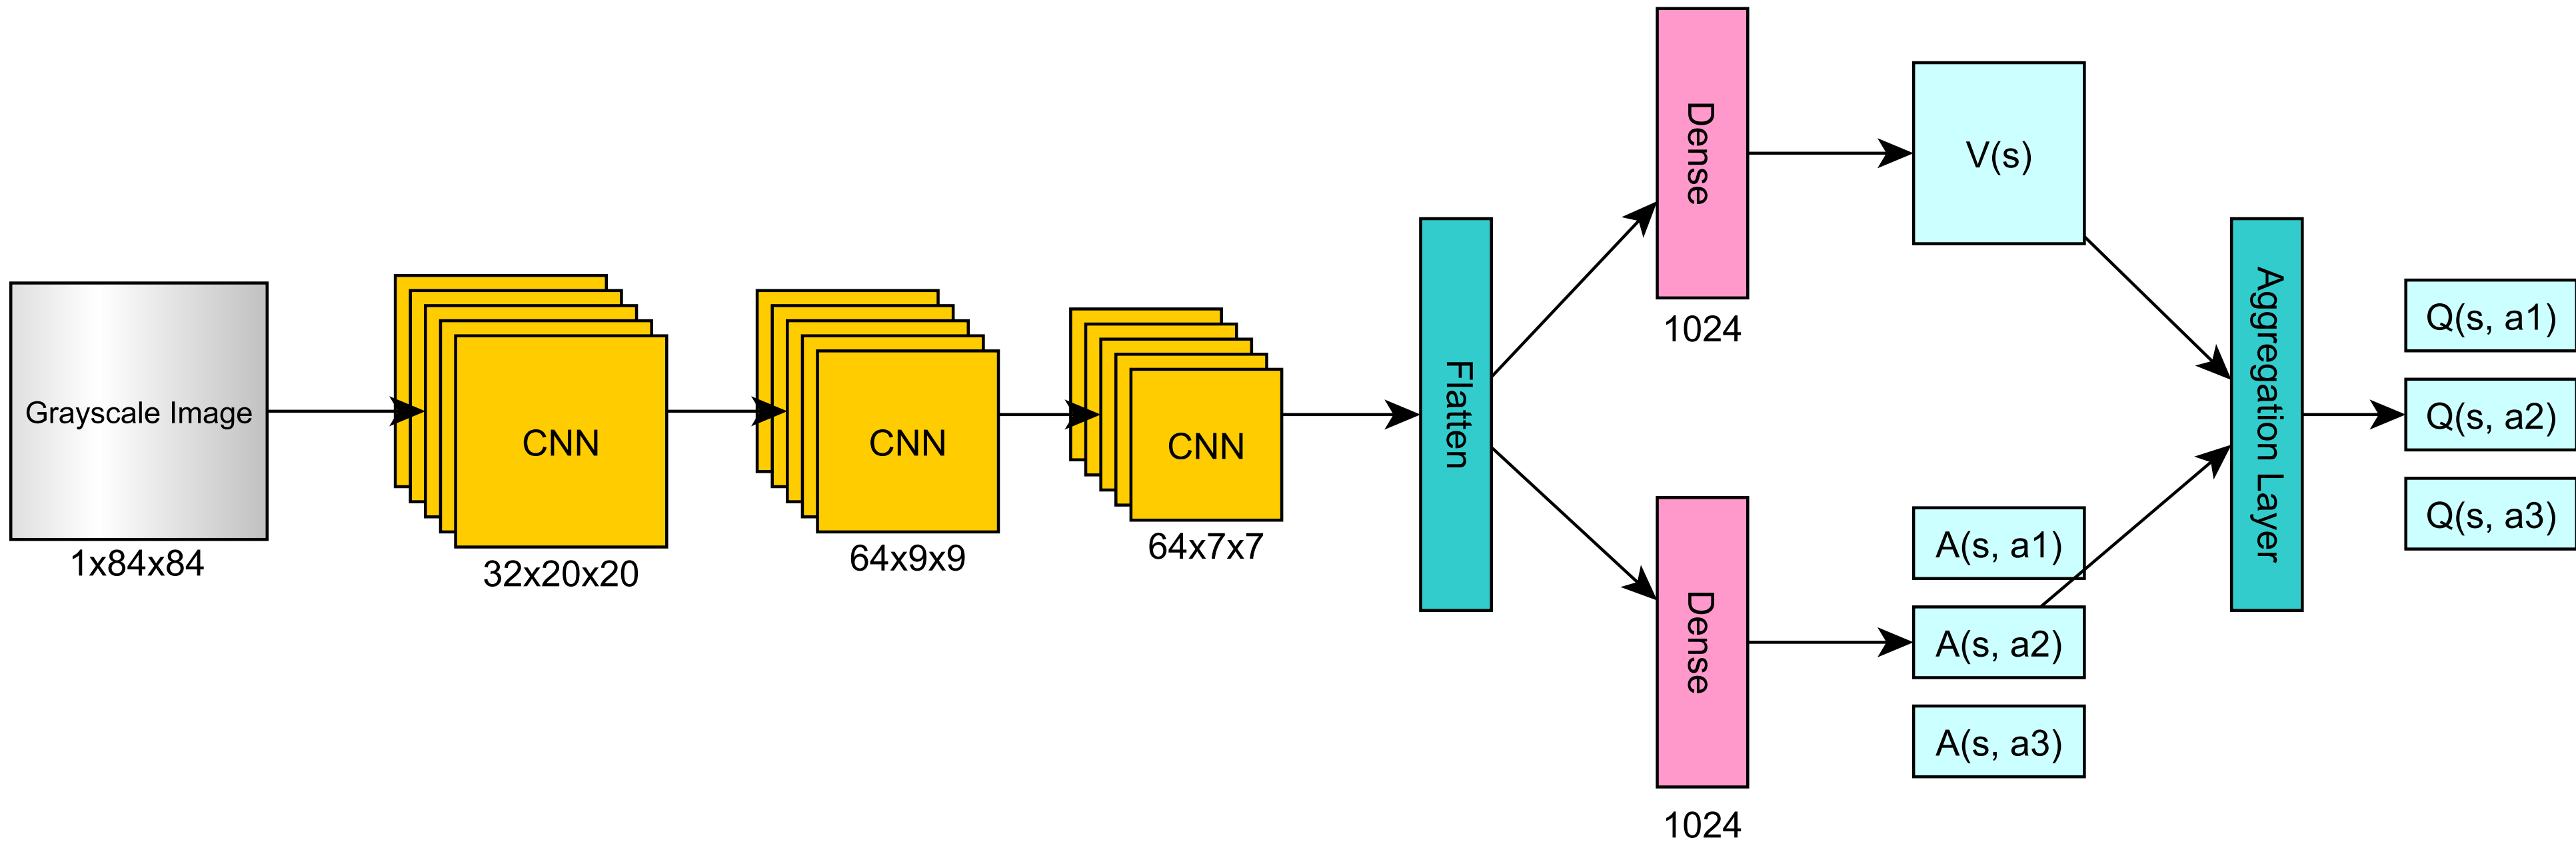 Grayscale Image
1x84x84
CNN
32x20x20
CNN
64x9x9
CNN
64x7x7
Flatten
Dense
1024
Dense
1024
V(s)
A(s, a1)
A(s, a2)
A(s, a3)
Aggregation Layer
Q(s, a1)
Q(s, a2)
Q(s, a3)